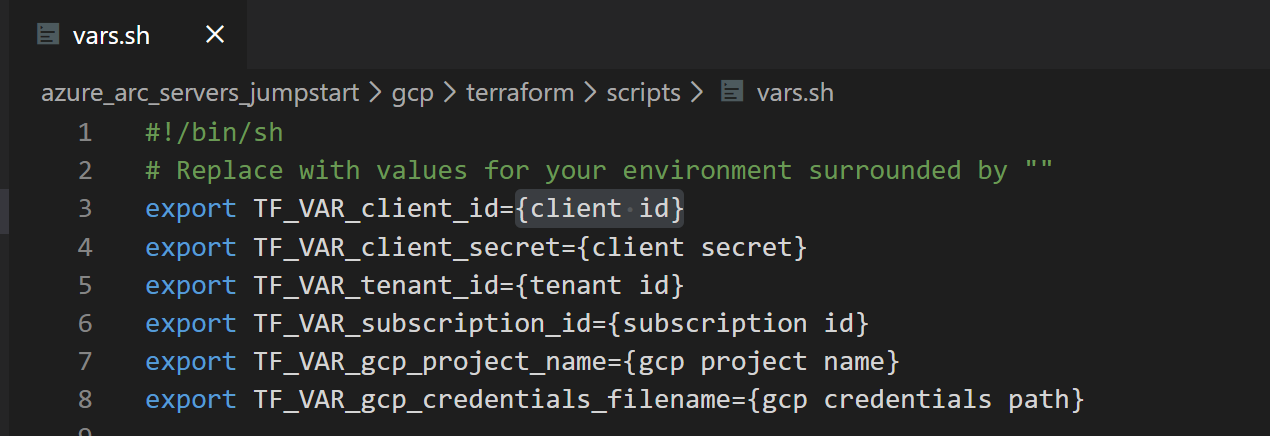 vars.sh
azure_arc_servers_jumpstart > gcp > terraform > scripts > vars.sh
1 #!/bin/sh
2 # Replace with values for your environment surrounded by ""
3 export TF_VAR_client_id={client id}
4 export TF_VAR_client_secret={client secret}
5 export TF_VAR_tenant_id={tenant id}
6 export TF_VAR_subscription_id={subscription id}
7 export TF_VAR_gcp_project_name={gcp project name}
8 export TF_VAR_gcp_credentials_filename={gcp credentials path}
9